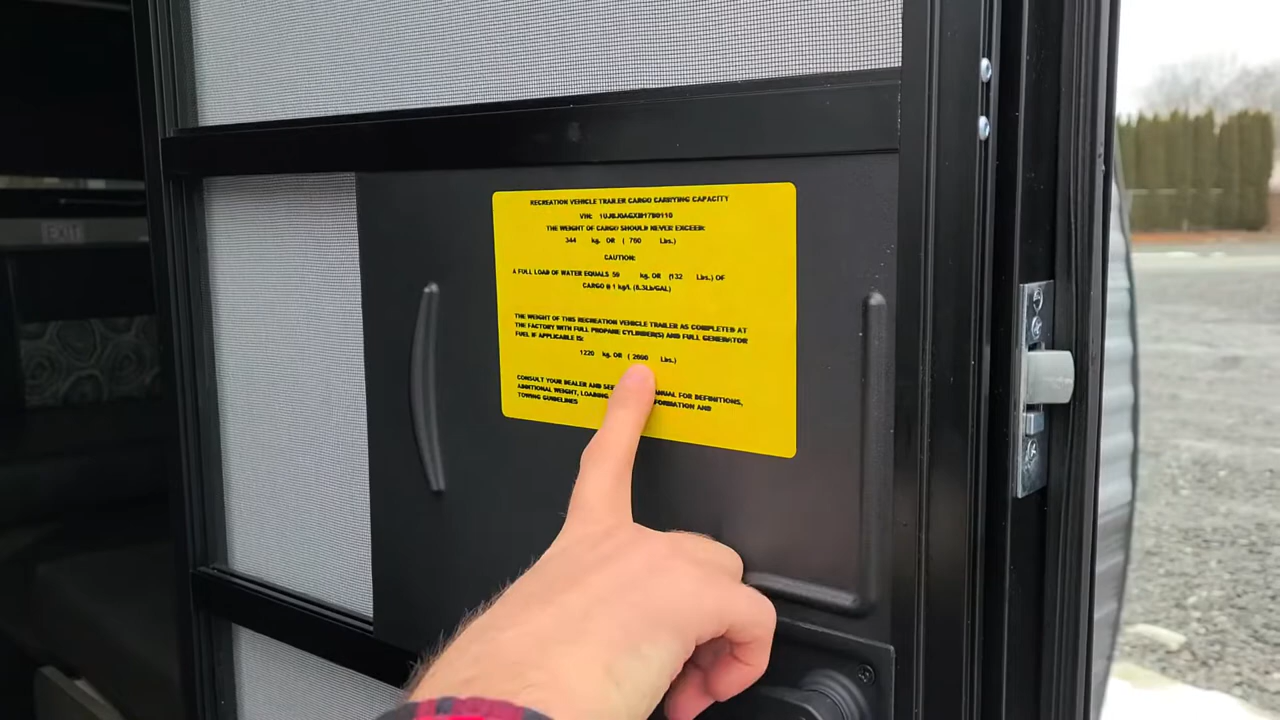 EXIT
RECREATION VEHICLE TRAILER CARGO CARRYING CAPACITY
VIN:
THE WEIGHT OF CARGO SHOULD NEVER EXCEED:
344 kg. OR ( 760 Lbs.)
CAUTION:
A FULL LOAD OF WATER EQUALS kg. OR (132 Lbs.) OF
CARGO @ 1 kg/L (8.3Lb/GAL)
THE WEIGHT OF THIS RECREATION VEHICLE TRAILER AS COMPLETED AT
THE FACTORY WITH FULL PROPANE CYLINDER(S) AND FULL GENERATOR
FUEL IF APPLICABLE IS:
1220 kg. OR ( Lbs.)
CONSULT YOUR DEALER AND MANUAL FOR DEFINITIONS,
ADDITIONAL WEIGHT, LOADING AND
TOWING GUIDELINES